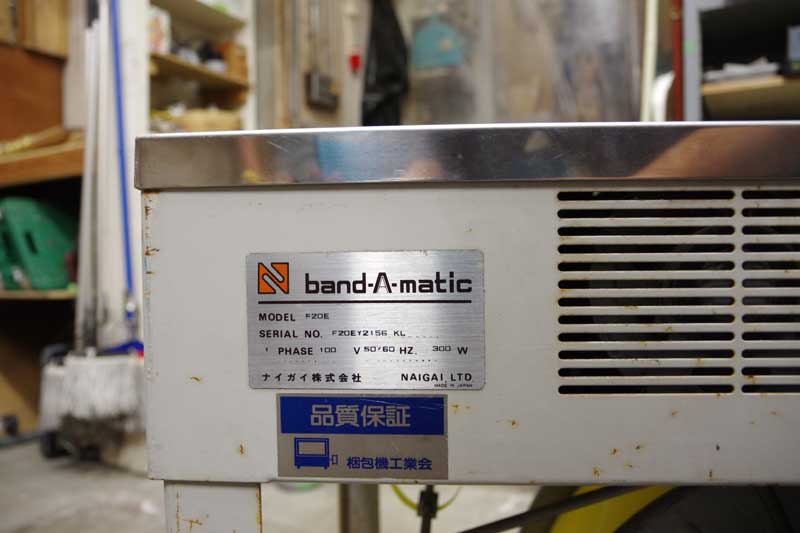 band-A-matic
MODEL F20E
SERIAL NO. F20EY2156 KL
1 PHASE 100 V 50/60 HZ. 300 W
ナイガイ株式会社 NAIGAI LTD
MADE IN JAPAN
品質保証
梱包機工業会